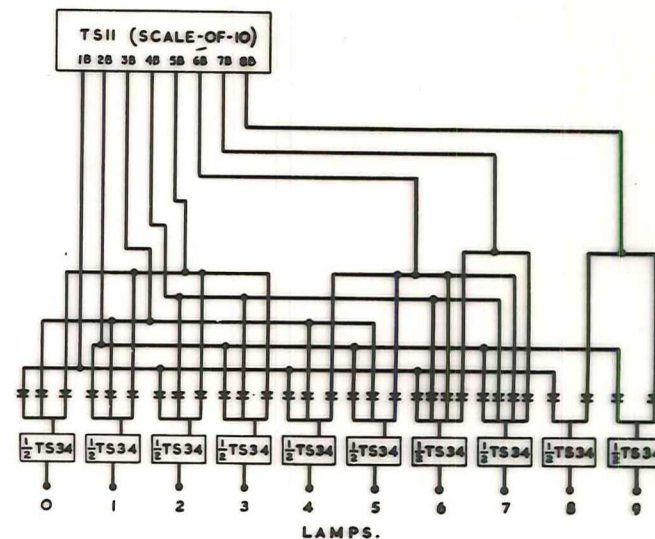 TS11 (SCALE-OF-10)
1B 2B 3B 4B 5B 6B 7B 8B
½TS34 ½TS34 ½TS34 ½TS34 ½TS34 ½TS34 ½TS34 ½TS34 ½TS34 ½TS34
0 1 2 3 4 5 6 7 8 9
LAMPS.